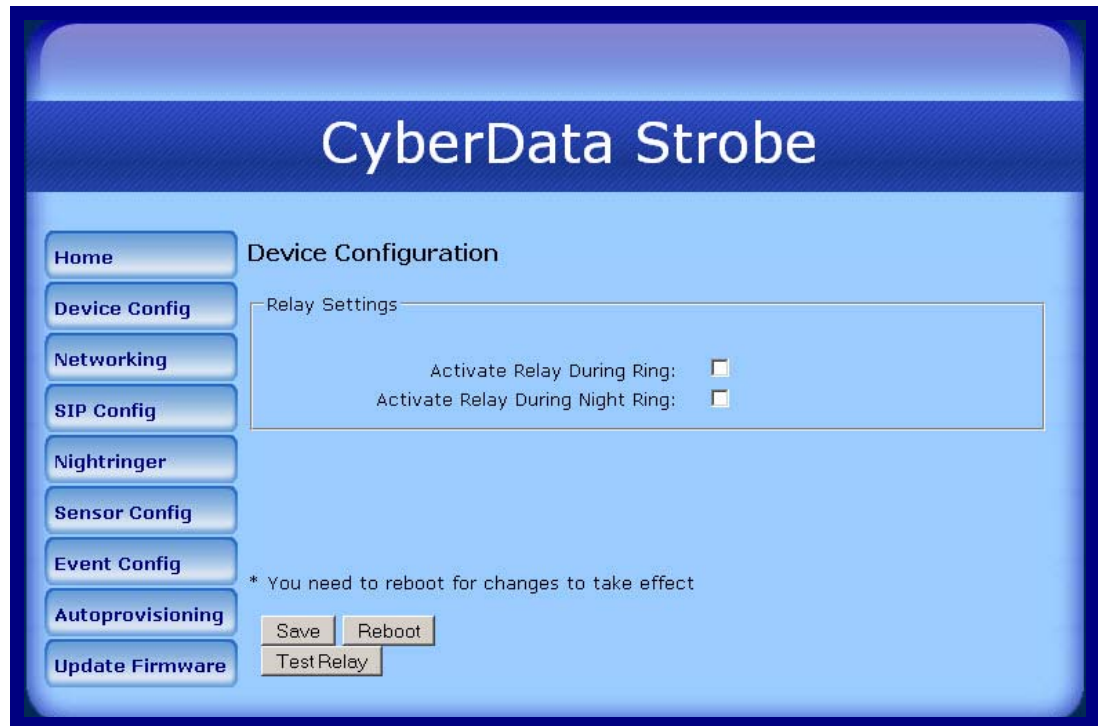 CyberData Strobe
Home
Device Config
Networking
SIP Config
Nightringer
Sensor Config
Event Config
Autoprovisioning
Update Firmware
Device Configuration
Relay Settings
Activate Relay During Ring:
Activate Relay During Night Ring:
* You need to reboot for changes to take effect
Save Reboot
Test Relay